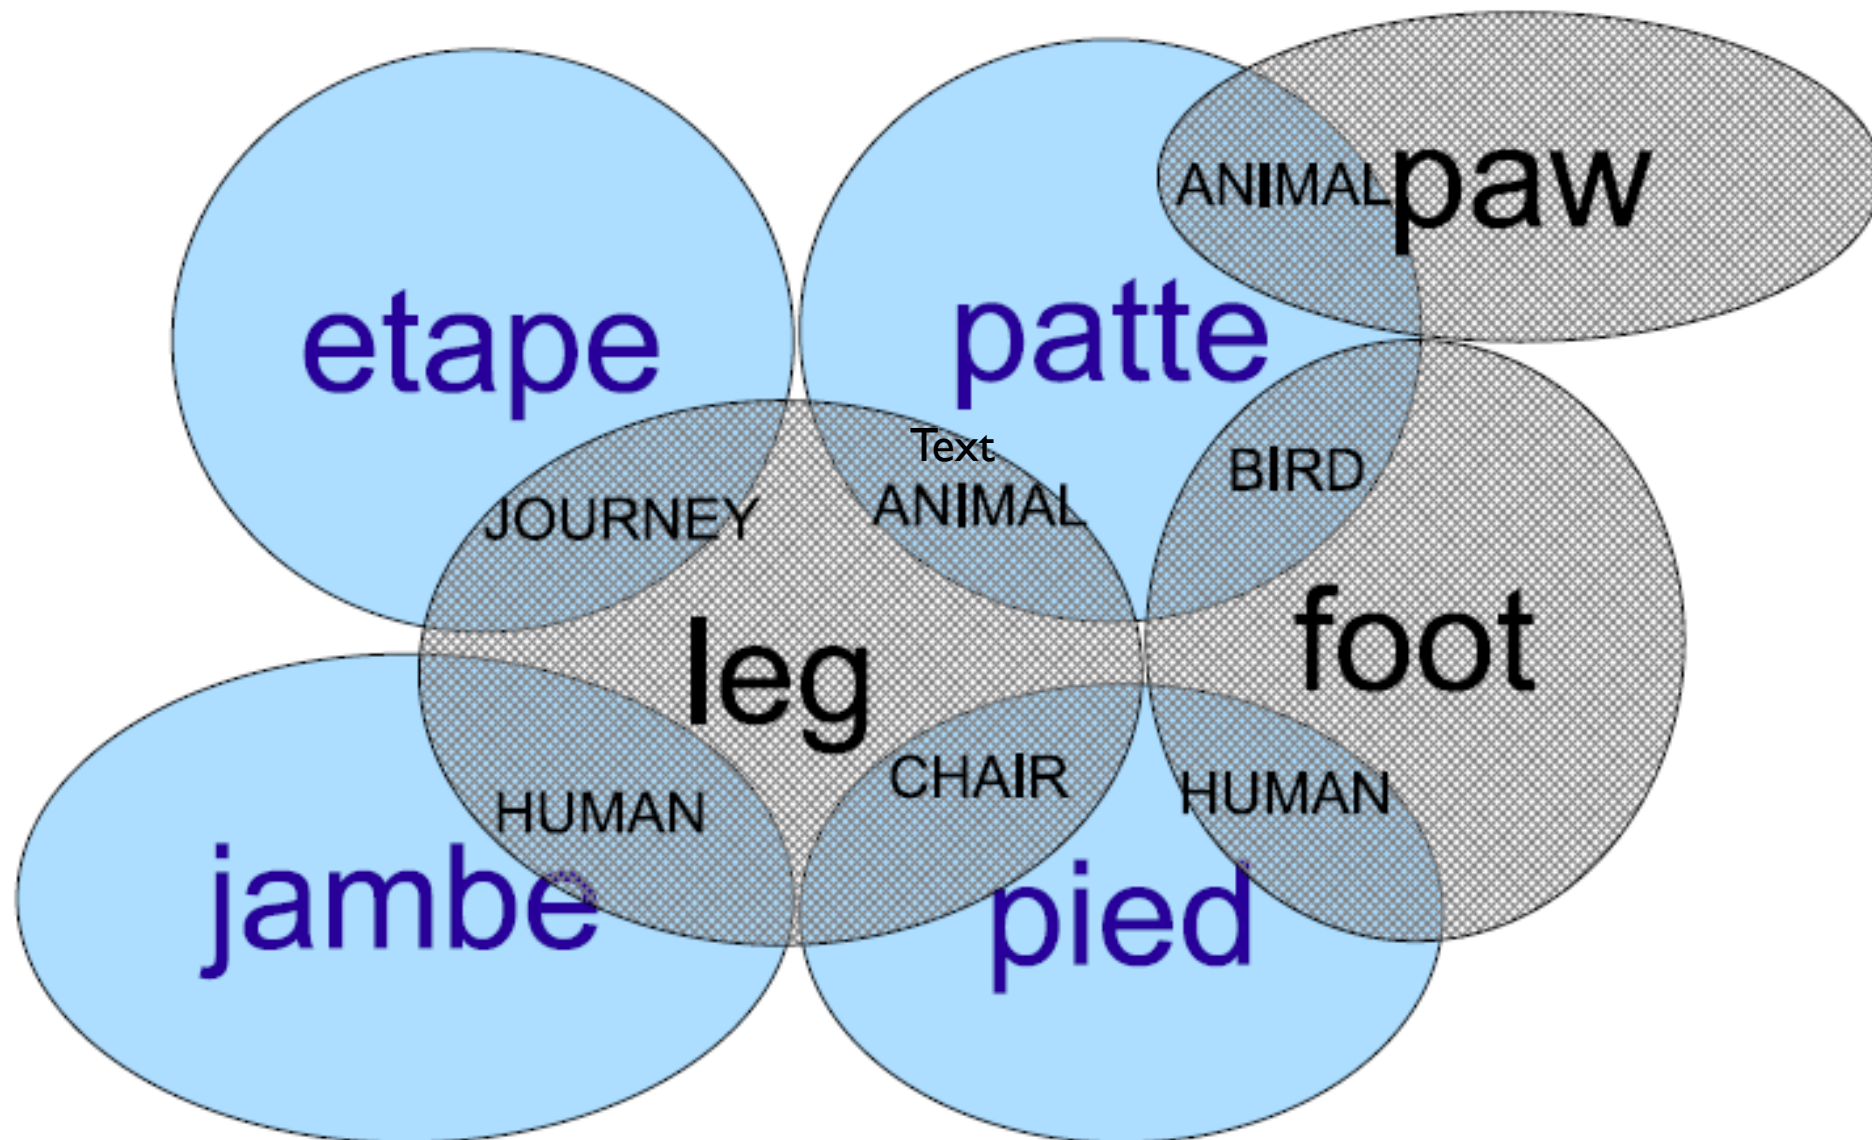 ANIMAL
paw
etape
patte
Text
BIRD
JOURNEY
ANIMAL
leg
foot
CHAIR
HUMAN
HUMAN
jambe
pied